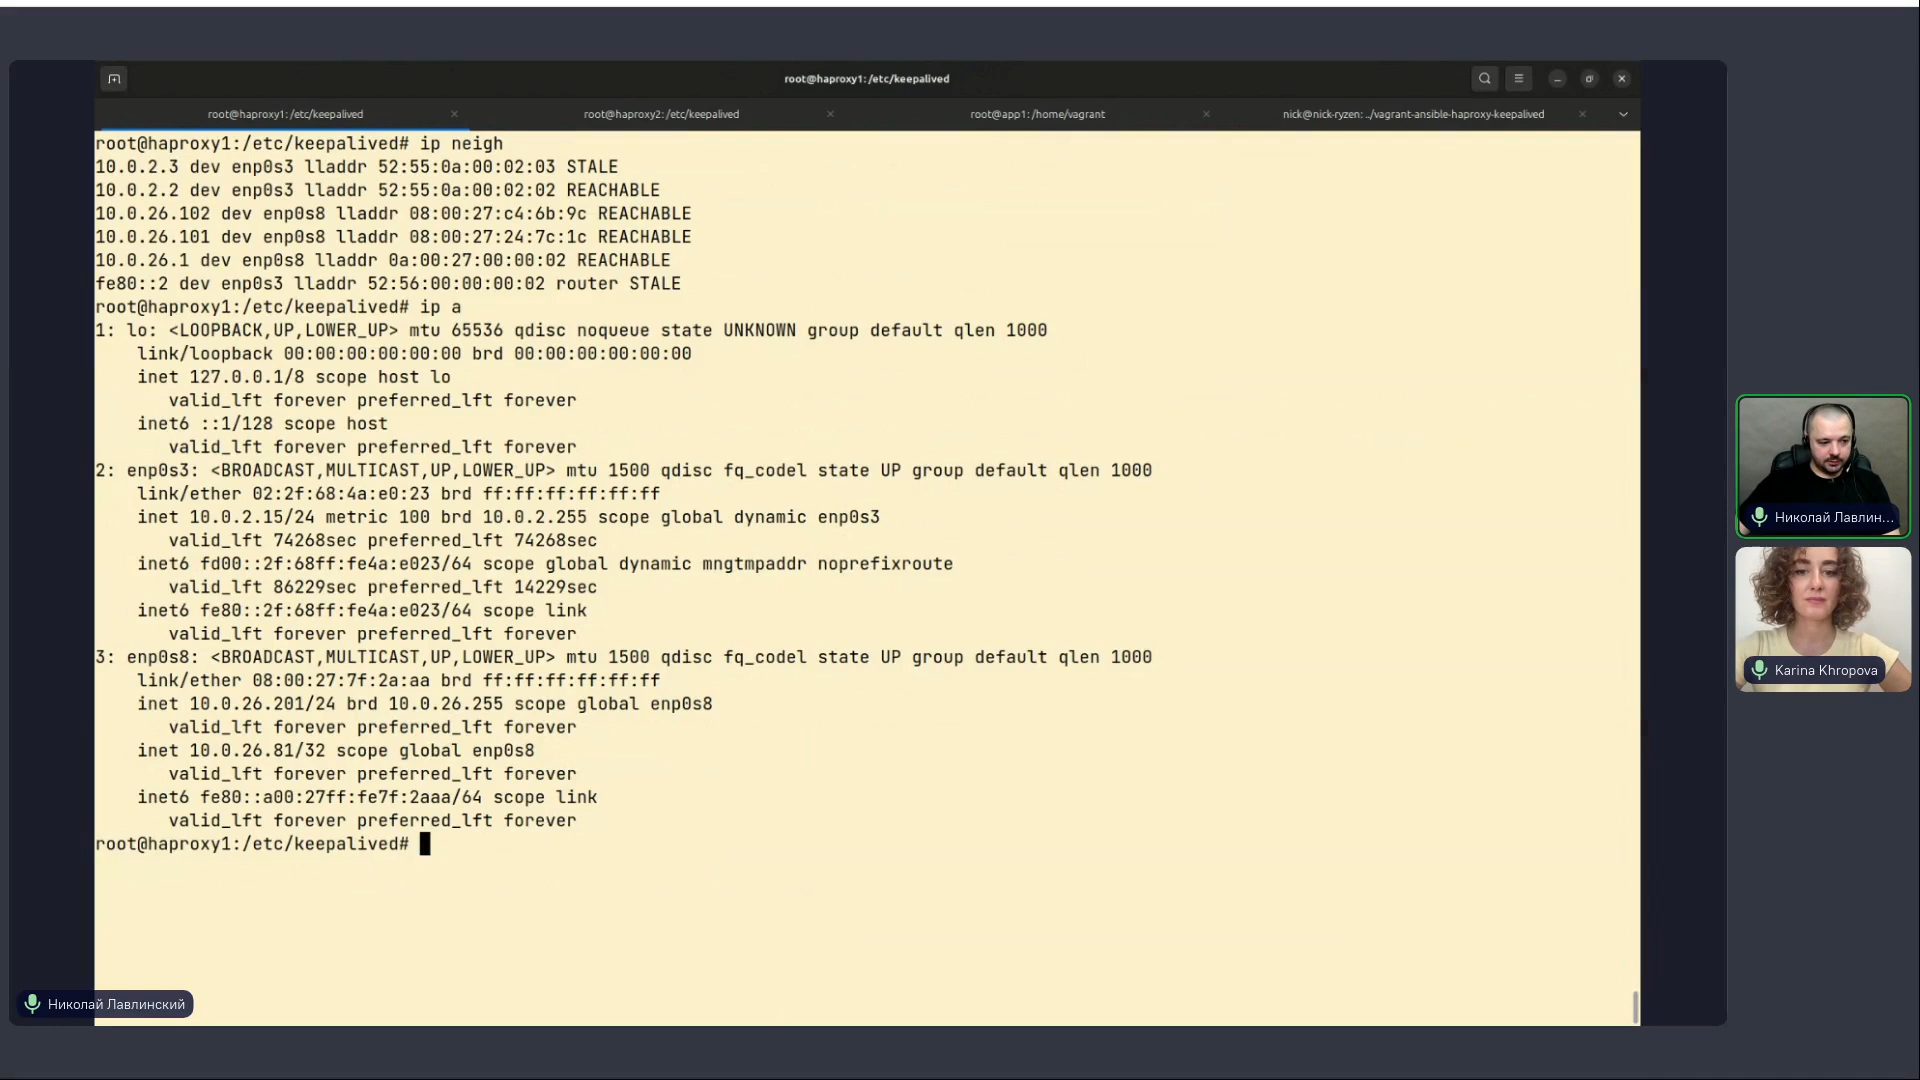 root@haproxy1: /etc/keepalived
root@haproxy1: /etc/keepalived
root@haproxy2: /etc/keepalived
root@app1: /home/vagrant
nick@nick-ryzen: ../vagrant-ansible-haproxy-keepalived
root@haproxy1:/etc/keepalived# ip neigh
10.0.2.3 dev enp0s3 lladdr 52:55:0a:00:02:03 STALE
10.0.2.2 dev enp0s3 lladdr 52:55:0a:00:02:02 REACHABLE
10.0.26.102 dev enp0s8 lladdr 08:00:27:c4:6b:9c REACHABLE
10.0.26.101 dev enp0s8 lladdr 08:00:27:24:7c:1c REACHABLE
10.0.26.1 dev enp0s8 lladdr 0a:00:27:00:00:02 REACHABLE
fe80::2 dev enp0s3 lladdr 52:56:00:00:00:02 router STALE
root@haproxy1:/etc/keepalived# ip a
1: lo: <LOOPBACK,UP,LOWER_UP> mtu 65536 qdisc noqueue state UNKNOWN group default qlen 1000
    link/loopback 00:00:00:00:00:00 brd 00:00:00:00:00:00
    inet 127.0.0.1/8 scope host lo
       valid_lft forever preferred_lft forever
    inet6 ::1/128 scope host
       valid_lft forever preferred_lft forever
2: enp0s3: <BROADCAST,MULTICAST,UP,LOWER_UP> mtu 1500 qdisc fq_codel state UP group default qlen 1000
    link/ether 02:2f:68:4a:e0:23 brd ff:ff:ff:ff:ff:ff
    inet 10.0.2.15/24 metric 100 brd 10.0.2.255 scope global dynamic enp0s3
       valid_lft 74268sec preferred_lft 74268sec
    inet6 fd00::2f:68ff:fe4a:e023/64 scope global dynamic mngtmpaddr noprefixroute
       valid_lft 86229sec preferred_lft 14229sec
    inet6 fe80::2f:68ff:fe4a:e023/64 scope link
       valid_lft forever preferred_lft forever
3: enp0s8: <BROADCAST,MULTICAST,UP,LOWER_UP> mtu 1500 qdisc fq_codel state UP group default qlen 1000
    link/ether 08:00:27:7f:2a:aa brd ff:ff:ff:ff:ff:ff
    inet 10.0.26.201/24 brd 10.0.26.255 scope global enp0s8
       valid_lft forever preferred_lft forever
    inet 10.0.26.81/32 scope global enp0s8
       valid_lft forever preferred_lft forever
    inet6 fe80::a00:27ff:fe7f:2aaa/64 scope link
       valid_lft forever preferred_lft forever
root@haproxy1:/etc/keepalived#
Николай Лавлин...
Karina Khropova
Николай Лавлинский